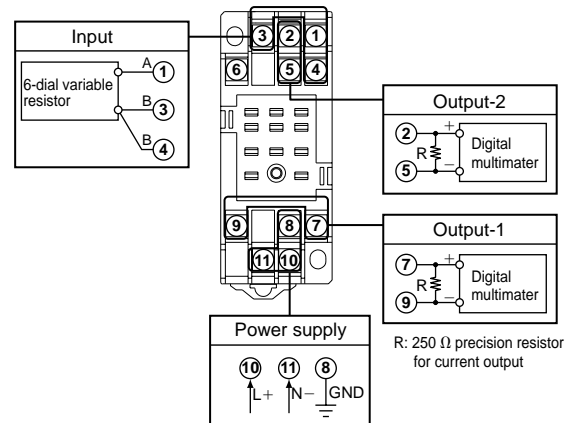 Input
6-dial variable
resistor
A 1
B 3
B 4
3 2 1
6 5 4
9 8 7
11 10
Output-2
2 + Digital
R multimater
5 −
Output-1
7 + Digital
R multimater
9 −
R: 250 Ω precision resistor
for current output
Power supply
10 11 8
L+ N− GND